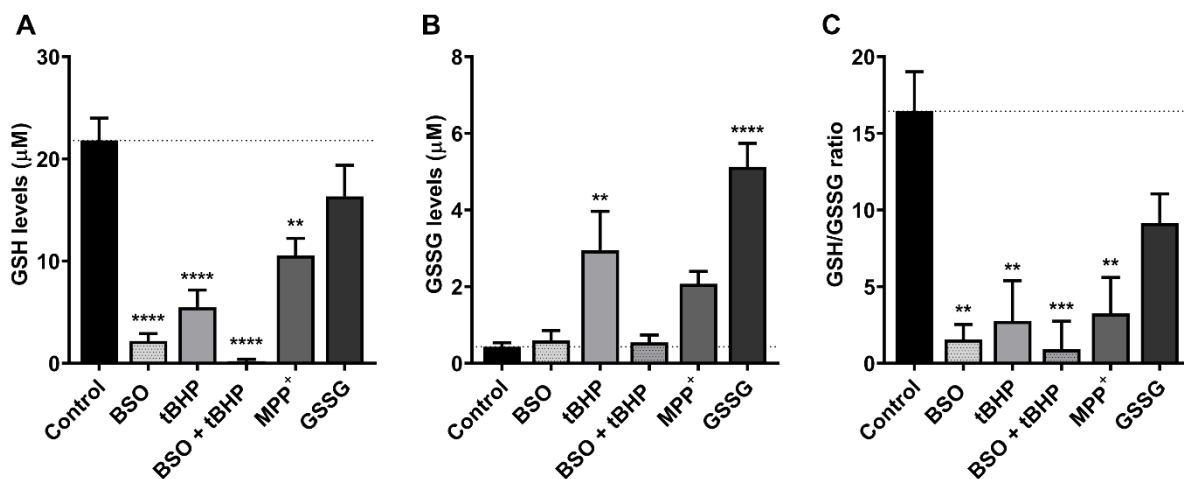 A
GSH levels (μM)
30
20
10
0
****
****
****
**
Control
BSO
tBHP
BSO + tBHP
MPP⁺
GSSG
B
GSSG levels (μM)
8
6
4
2
0
**
****
Control
BSO
tBHP
BSO + tBHP
MPP⁺
GSSG
C
GSH/GSSG ratio
20
15
10
5
0
**
**
***
**
Control
BSO
tBHP
BSO + tBHP
MPP⁺
GSSG